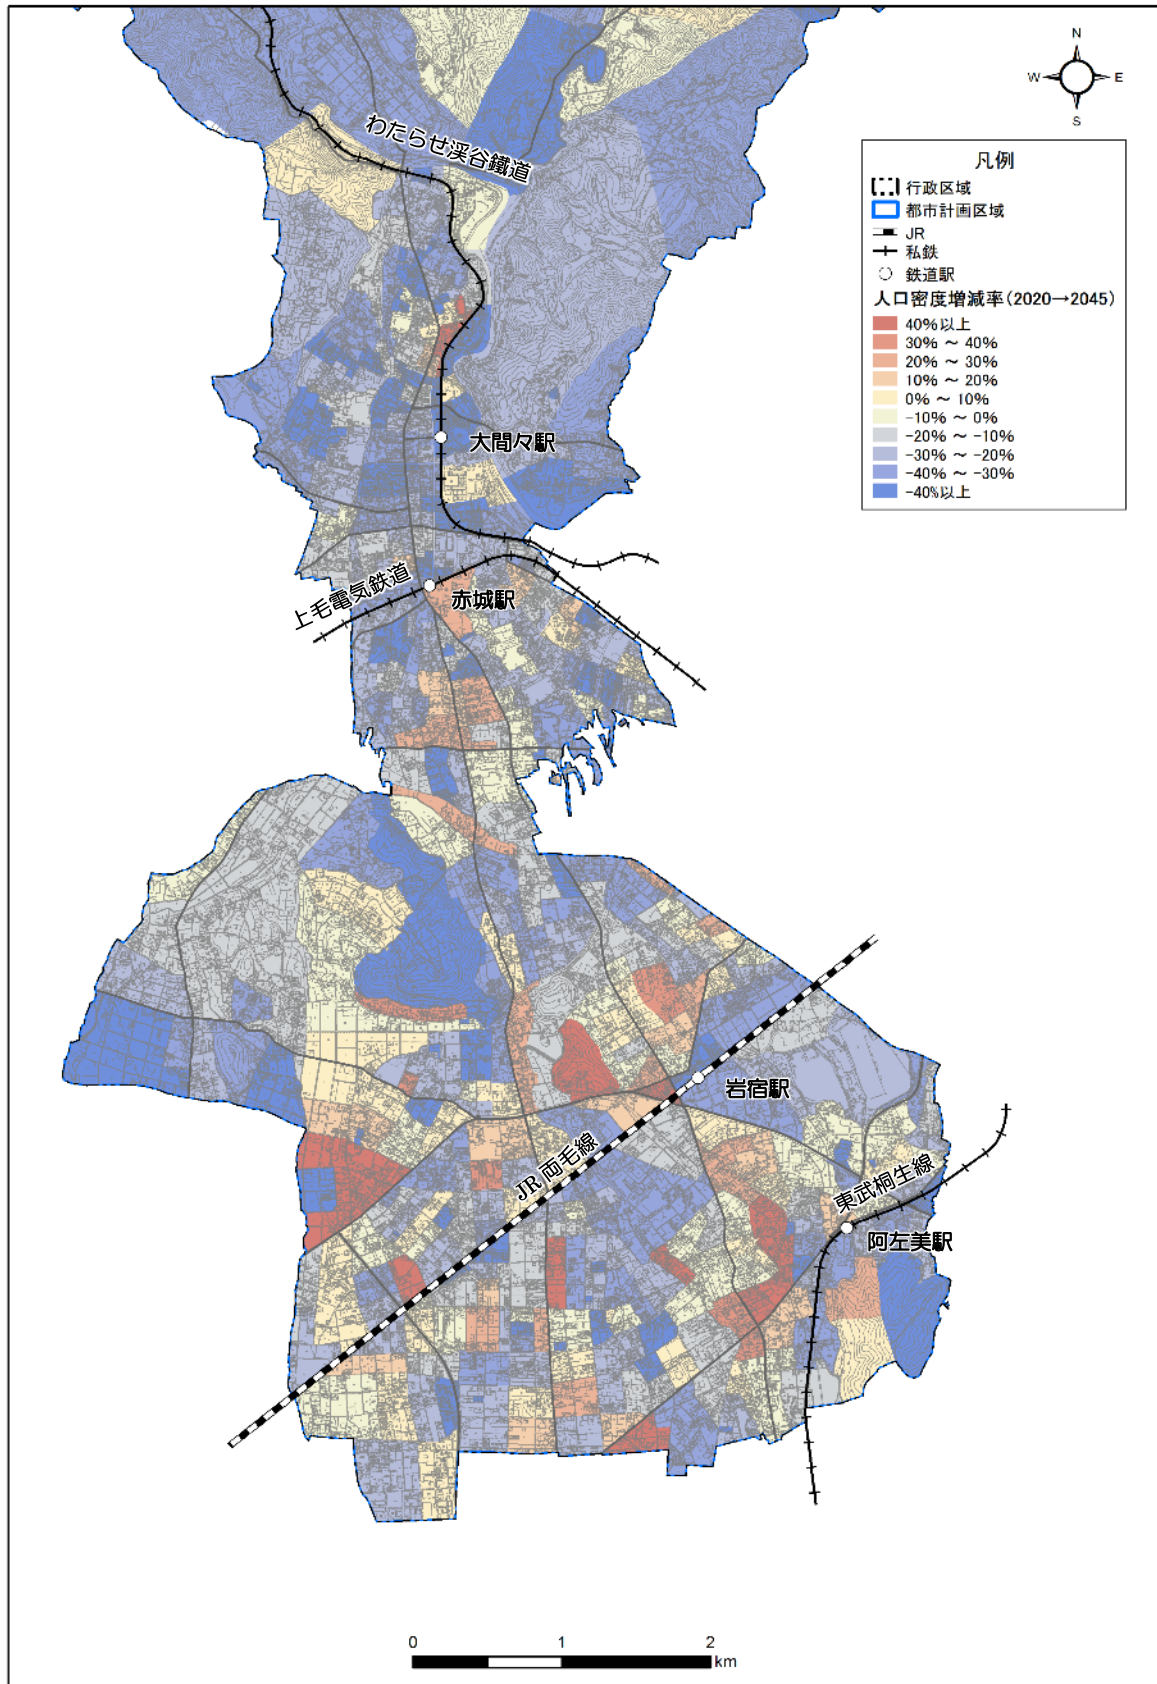 N
W
E
S
凡例
行政区域
都市計画区域
JR
私鉄
鉄道駅
人口密度増減率(2020→2045)
40%以上
30% ～ 40%
20% ～ 30%
10% ～ 20%
0% ～ 10%
-10% ～ 0%
-20% ～ -10%
-30% ～ -20%
-40% ～ -30%
-40%以上
わたらせ渓谷鐵道
大間々駅
上毛電気鉄道
赤城駅
岩宿駅
JR両毛線
東武桐生線
阿左美駅
0
1
2
km